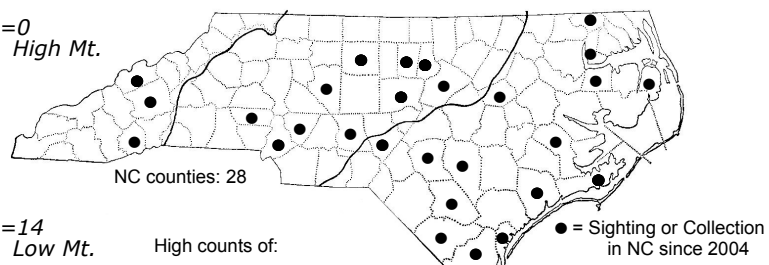 =0
High Mt.
NC counties: 28
=14
Low Mt.
High counts of:
● = Sighting or Collection
in NC since 2004